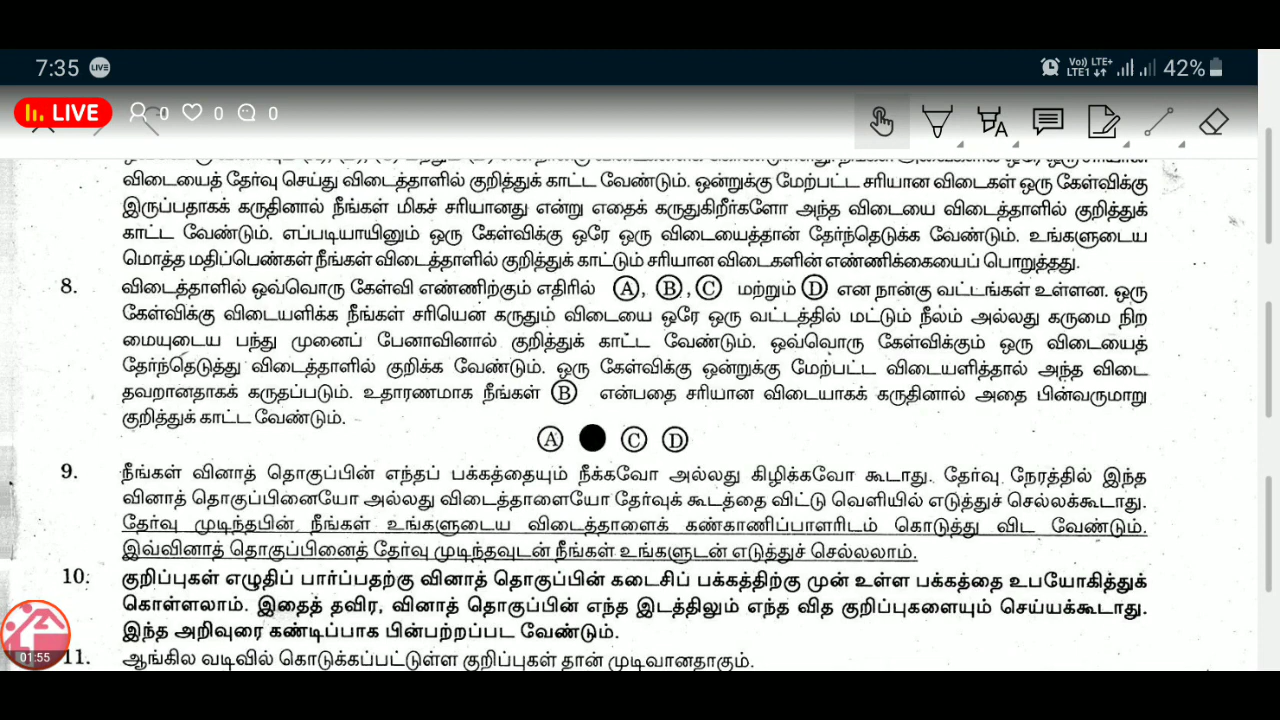 7:35 LIVE Vo) LTE+ LTE1 42%
LIVE 0 0 0
விடையைத் தேர்வு செய்து விடைத்தாளில் குறித்துக் காட்ட வேண்டும். ஒன்றுக்கு மேற்பட்ட சரியான விடைகள் ஒரு கேள்விக்கு
இருப்பதாகக் கருதினால் நீங்கள் மிகச் சரியானது என்று எதைக் கருதுகிறீர்களோ அந்த விடையை விடைத்தாளில் குறித்துக்
காட்ட வேண்டும். எப்படியாயினும் ஒரு கேள்விக்கு ஒரே ஒரு விடையைத்தான் தேர்ந்தெடுக்க வேண்டும். உங்களுடைய
மொத்த மதிப்பெண்கள் நீங்கள் விடைத்தாளில் குறித்துக் காட்டும் சரியான விடைகளின் எண்ணிக்கையைப் பொறுத்தது.
8. விடைத்தாளில் ஒவ்வொரு கேள்வி எண்ணிற்கும் எதிரில் Ⓐ, Ⓑ, Ⓒ மற்றும் Ⓓ என நான்கு வட்டங்கள் உள்ளன. ஒரு
கேள்விக்கு விடையளிக்க நீங்கள் சரியென கருதும் விடையை ஒரே ஒரு வட்டத்தில் மட்டும் நீலம் அல்லது கருமை நிற
மையுடைய பந்து முனைப் பேனாவினால் குறித்துக் காட்ட வேண்டும். ஒவ்வொரு கேள்விக்கும் ஒரு விடையைத்
தேர்ந்தெடுத்து விடைத்தாளில் குறிக்க வேண்டும். ஒரு கேள்விக்கு ஒன்றுக்கு மேற்பட்ட விடையளித்தால் அந்த விடை
தவறானதாகக் கருதப்படும். உதாரணமாக நீங்கள் Ⓑ என்பதை சரியான விடையாகக் கருதினால் அதை பின்வருமாறு
குறித்துக் காட்ட வேண்டும்.
Ⓐ ● Ⓒ Ⓓ
9. நீங்கள் வினாத் தொகுப்பின் எந்தப் பக்கத்தையும் நீக்கவோ அல்லது கிழிக்கவோ கூடாது. தேர்வு நேரத்தில் இந்த
வினாத் தொகுப்பினையோ அல்லது விடைத்தாளையோ தேர்வுக் கூடத்தை விட்டு வெளியில் எடுத்துச் செல்லக்கூடாது.
தேர்வு முடிந்தபின் நீங்கள் உங்களுடைய விடைத்தாளைக் கண்காணிப்பாளரிடம் கொடுத்து விட வேண்டும்.
இவ்வினாத் தொகுப்பினைத் தேர்வு முடிந்தவுடன் நீங்கள் உங்களுடன் எடுத்துச் செல்லலாம்.
10. குறிப்புகள் எழுதிப் பார்ப்பதற்கு வினாத் தொகுப்பின் கடைசிப் பக்கத்திற்கு முன் உள்ள பக்கத்தை உபயோகித்துக்
கொள்ளலாம். இதைத் தவிர, வினாத் தொகுப்பின் எந்த இடத்திலும் எந்த வித குறிப்புகளையும் செய்யக்கூடாது.
இந்த அறிவுரை கண்டிப்பாக பின்பற்றப்பட வேண்டும்.
01:55
11. ஆங்கில வடிவில் கொடுக்கப்பட்டுள்ள குறிப்புகள் தான் முடிவானதாகும்.